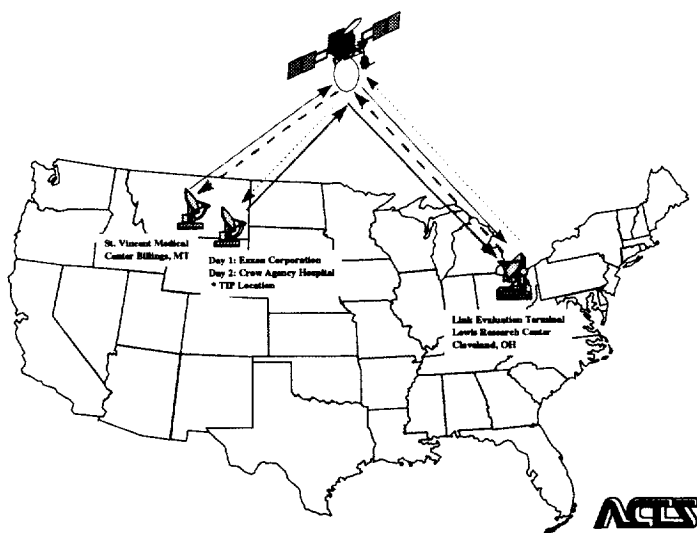 St. Vincent Medical
Center Billings, MT
Day 1: Exxon Corporation
Day 2: Crow Agency Hospital
* TIP Location
Link Evaluation Terminal
Lewis Research Center
Cleveland, OH
ACTS